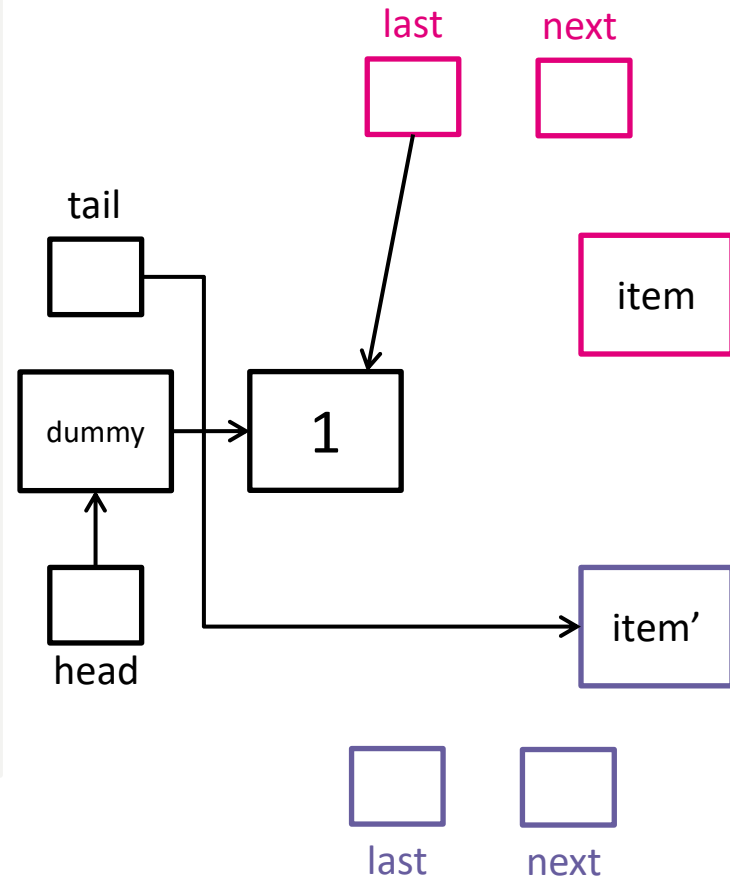 last next
tail
item
dummy
1
item’
head
last next